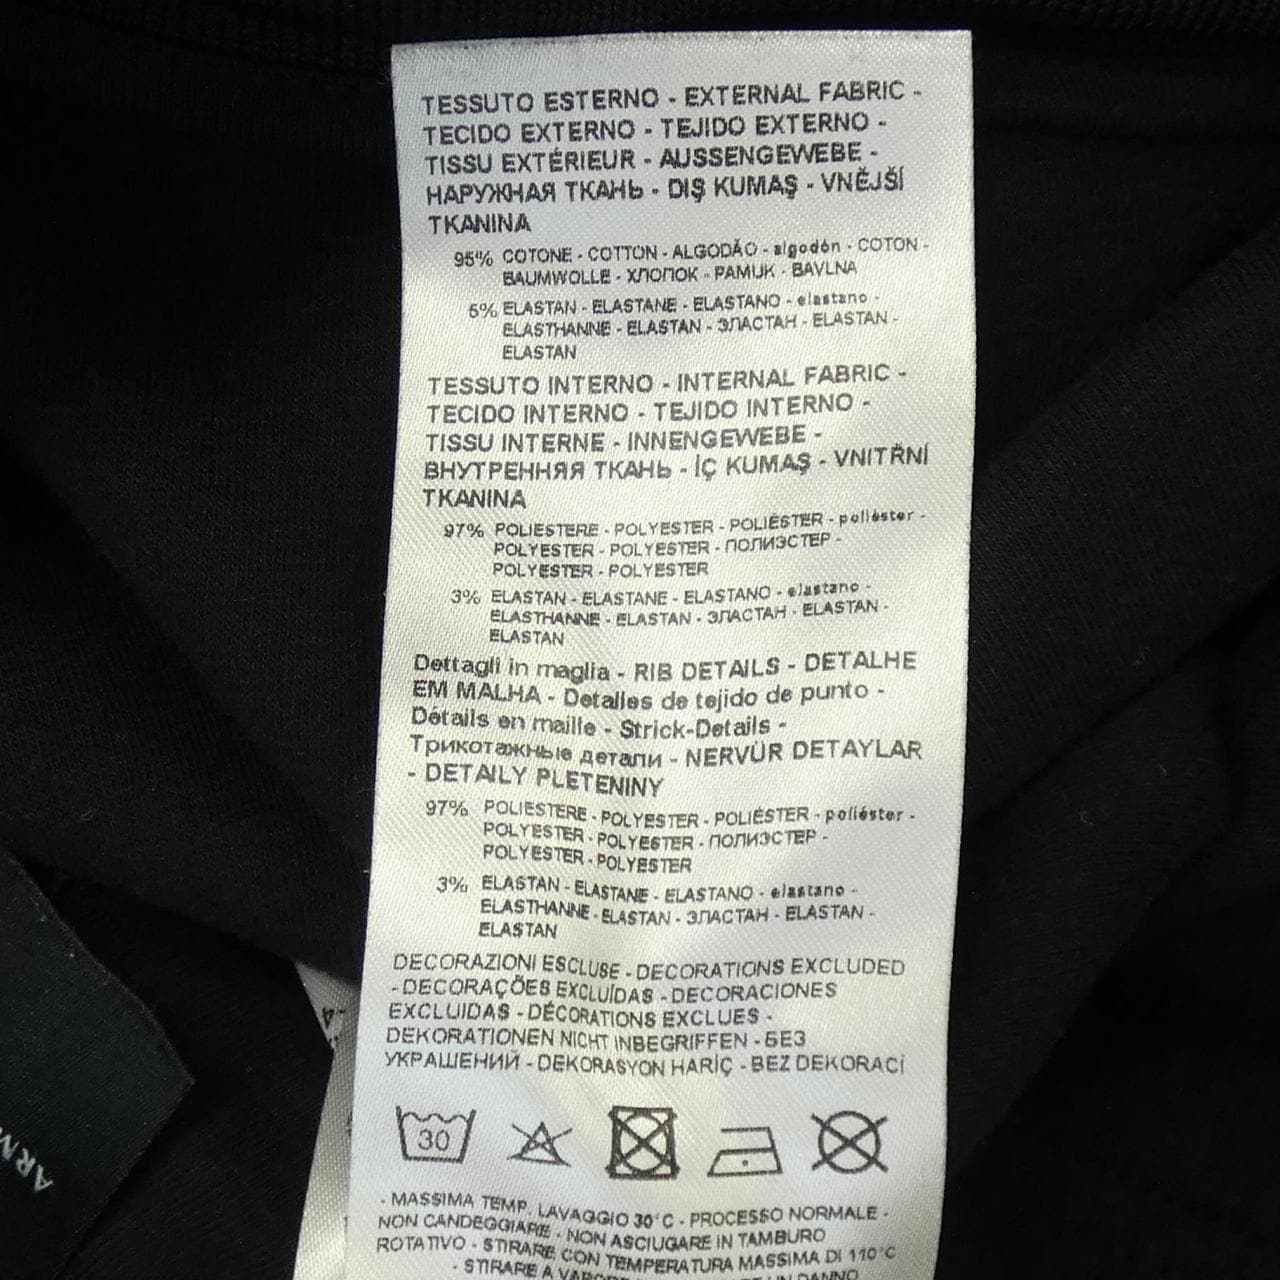 TESSUTO ESTERNO - EXTERNAL FABRIC -
TECIDO EXTERNO - TEJIDO EXTERNO -
TISSU EXTÉRIEUR - AUSSENGEWEBE -
НАРУЖНАЯ ТКАНЬ - DIŞ KUMAŞ - VNĚJŠÍ
TKANINA
95% COTONE - COTTON - ALGODÃO - algodón - COTON -
BAUMWOLLE - ХЛОПОК - PAMUK - BAVLNA
5% ELASTAN - ELASTANE - ELASTANO - elastano -
ELASTHANNE - ELASTAN - ЭЛАСТАН - ELASTAN -
ELASTAN
TESSUTO INTERNO - INTERNAL FABRIC -
TECIDO INTERNO - TEJIDO INTERNO -
TISSU INTERNE - INNENGEWEBE -
ВНУТРЕННЯЯ ТКАНЬ - İÇ KUMAŞ - VNITŘNÍ
TKANINA
97% POLIESTERE - POLYESTER - POLIÉSTER - poliéster -
POLYESTER - POLYESTER - ПОЛИЭСТЕР -
POLYESTER - POLYESTER
3% ELASTAN - ELASTANE - ELASTANO - elastano -
ELASTHANNE - ELASTAN - ЭЛАСТАН - ELASTAN -
ELASTAN
Dettagli in maglia - RIB DETAILS - DETALHE
EM MALHA - Detalles de tejido de punto -
Détails en maille - Strick-Details -
Трикотажные детали - NERVÜR DETAYLAR
- DETAILY PLETENINY
97% POLIESTERE - POLYESTER - POLIÉSTER - poliéster -
POLYESTER - POLYESTER - ПОЛИЭСТЕР -
POLYESTER - POLYESTER
3% ELASTAN - ELASTANE - ELASTANO - elastano -
ELASTHANNE - ELASTAN - ЭЛАСТАН - ELASTAN -
ELASTAN
DECORAZIONI ESCLUSE - DECORATIONS EXCLUDED
- DECORAÇÕES EXCLUÍDAS - DECORACIONES
EXCLUIDAS - DÉCORATIONS EXCLUES -
DEKORATIONEN NICHT INBEGRIFFEN - БЕЗ
УКРАШЕНИЙ - DEKORASYON HARİÇ - BEZ DEKORACÍ
30
- MASSIMA TEMP. LAVAGGIO 30°C - PROCESSO NORMALE -
NON CANDEGGIARE - NON ASCIUGARE IN TAMBURO
ROTATIVO - STIRARE CON TEMPERATURA MASSIMA DI 110°C
- STIRARE A
DANNO
ARM